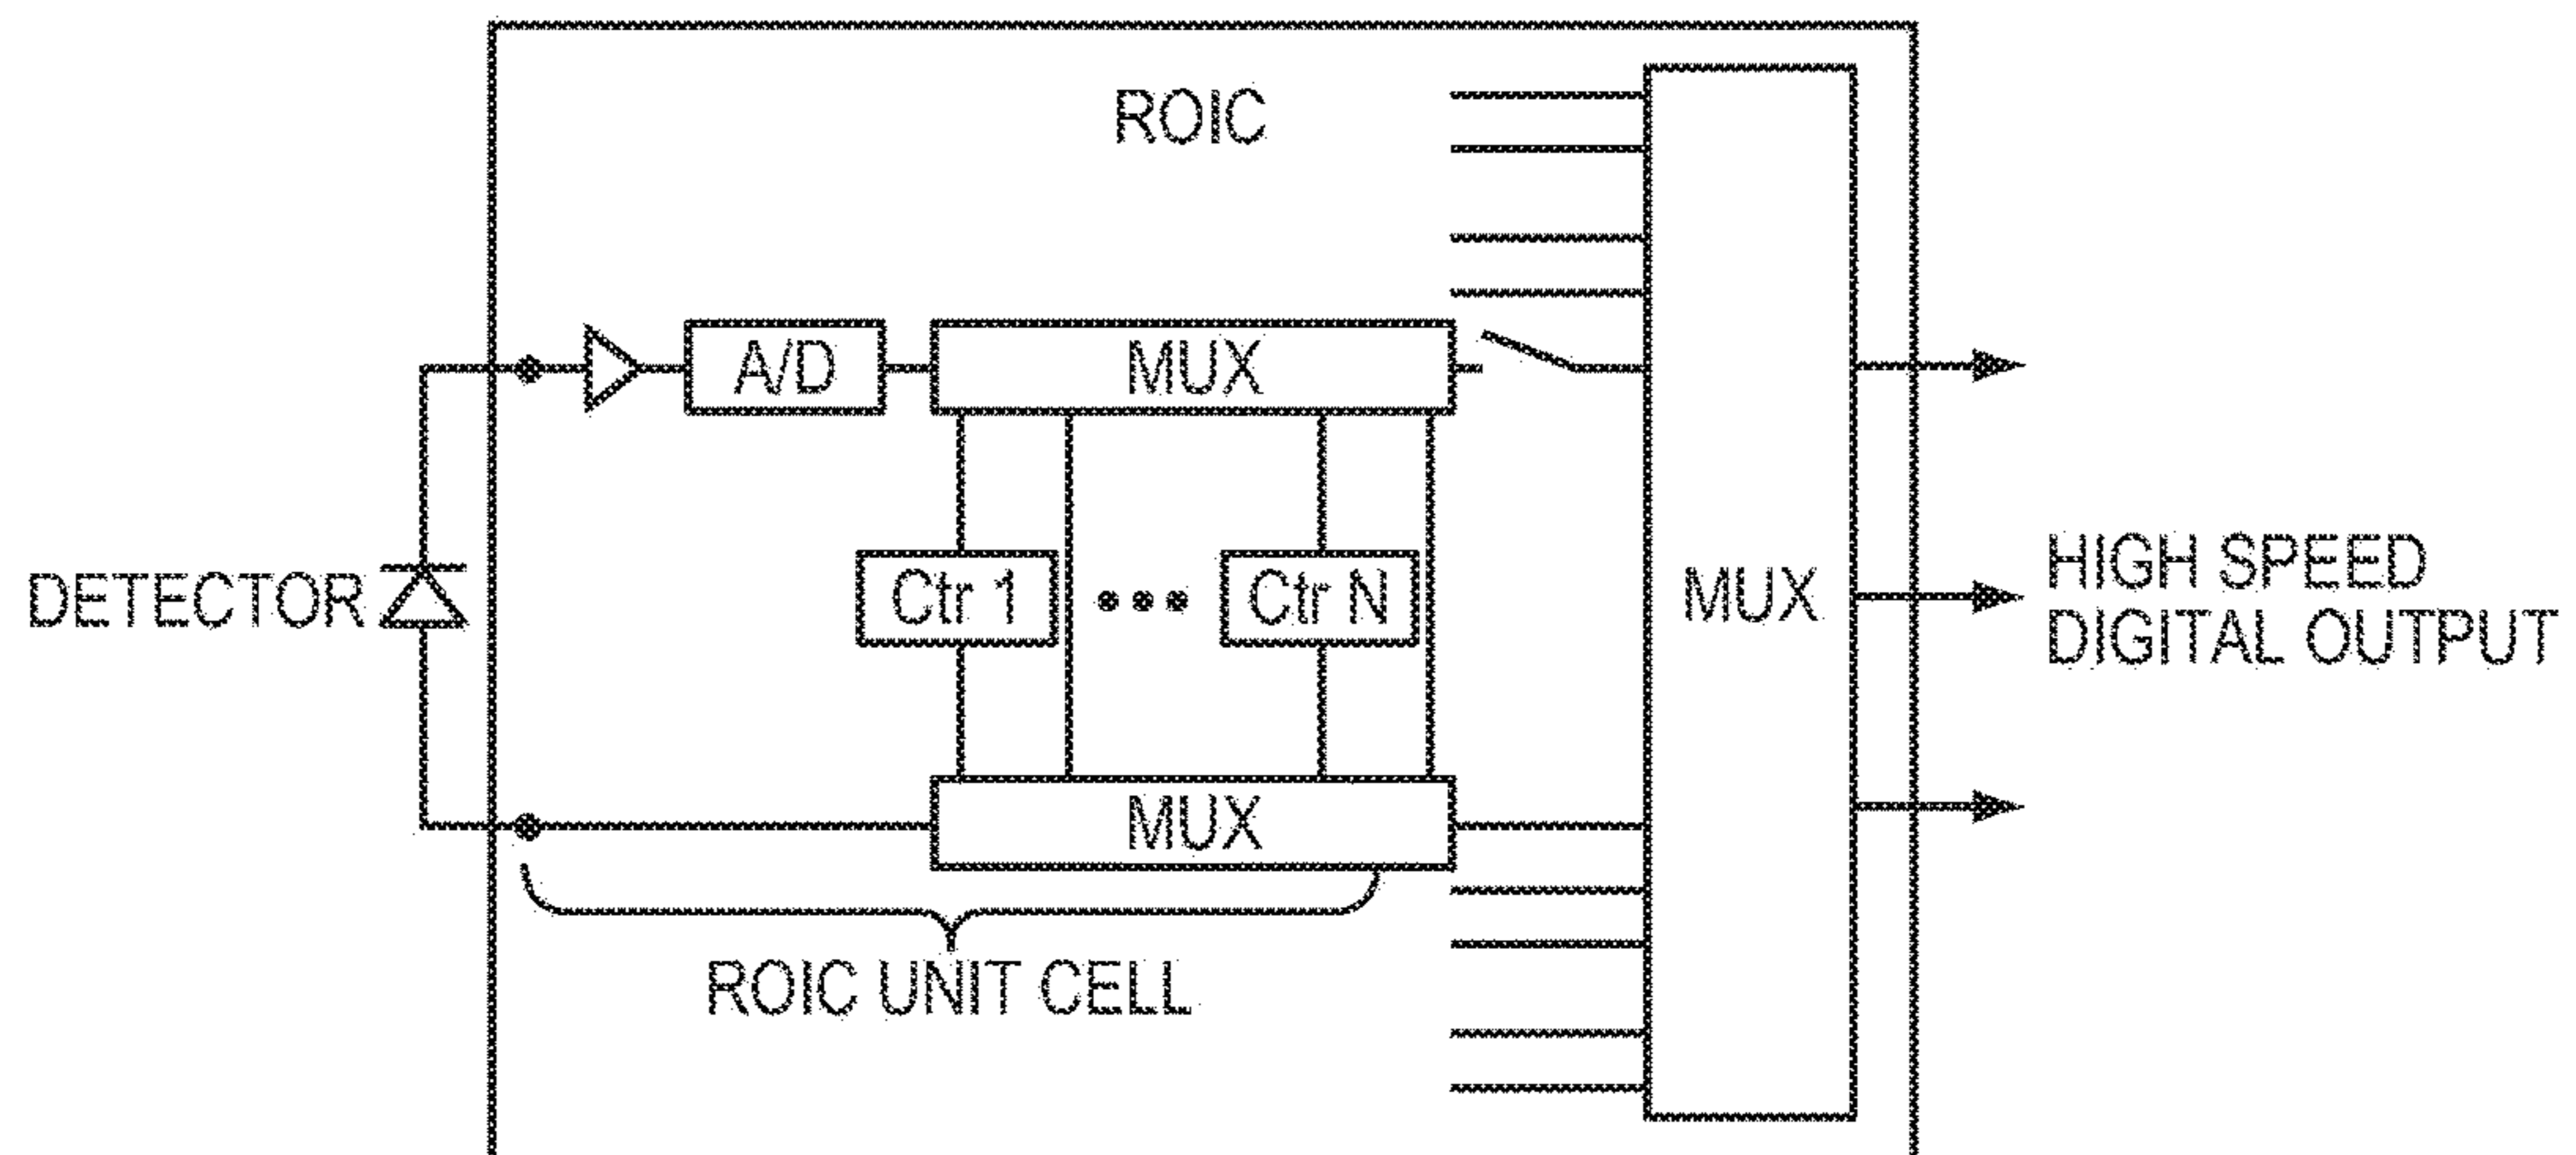 ROIC
A/D
MUX
DETECTOR
Ctr 1
Ctr N
MUX
HIGH SPEED
DIGITAL OUTPUT
MUX
ROIC UNIT CELL